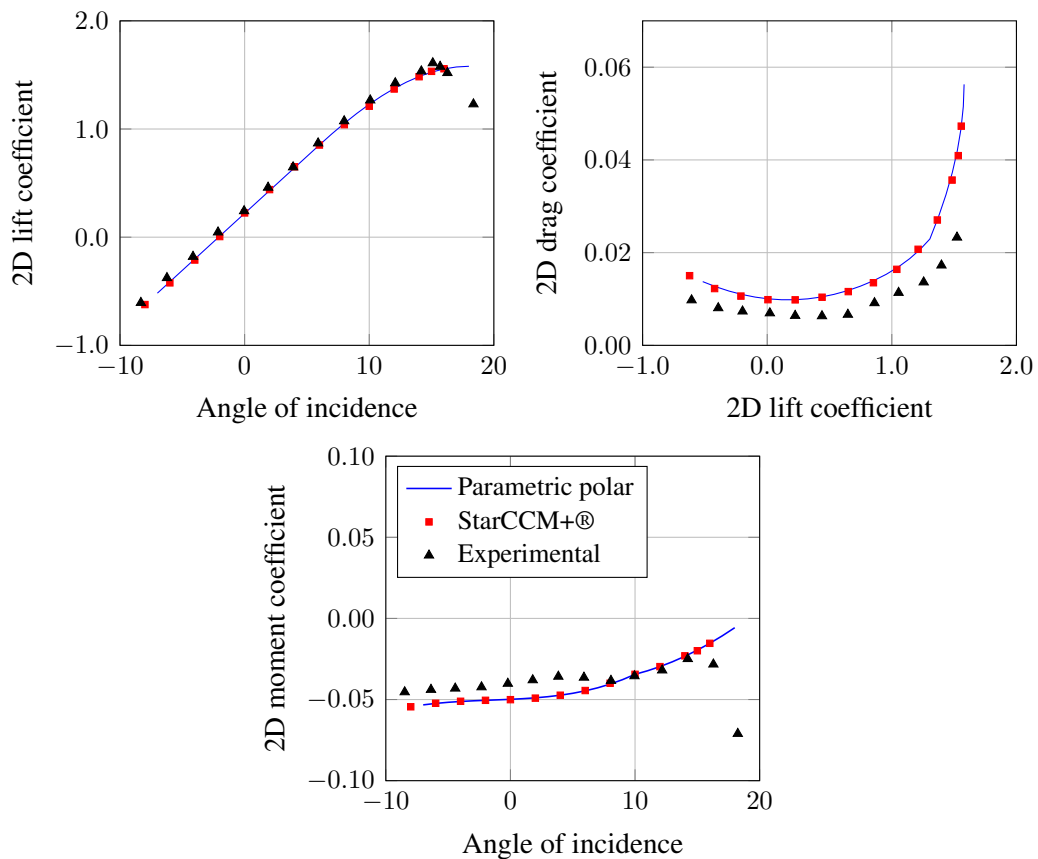 2.0
1.0
0.0
−1.0
−10
0
10
20
2D lift coefficient
Angle of incidence
0.06
0.04
0.02
0.00
−1.0
0.0
1.0
2.0
2D drag coefficient
2D lift coefficient
0.10
0.05
0.00
−0.05
−0.10
−10
0
10
20
2D moment coefficient
Angle of incidence
Parametric polar
StarCCM+®
Experimental